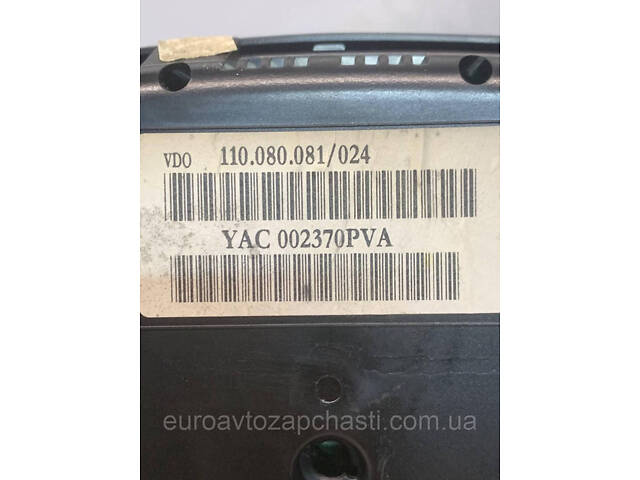 VDO 110.080.081/024
YAC 002370PVA
euroavtozapchasti.com.ua